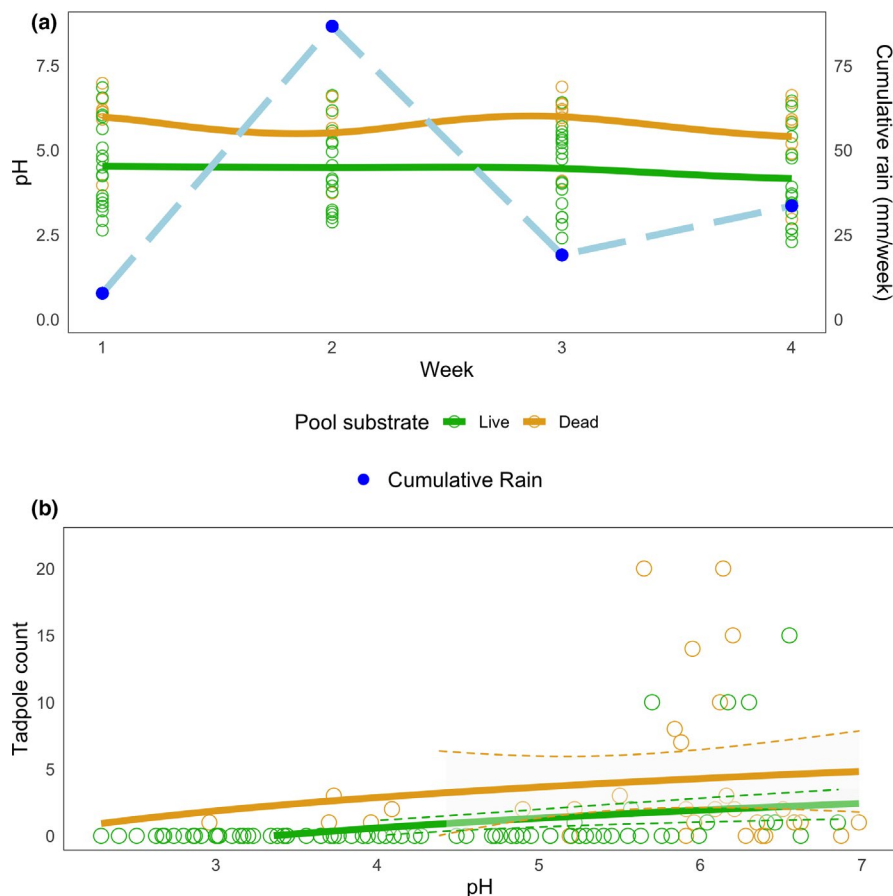 (a)
7.5
5.0
2.5
0.0
pH
75
50
25
0
Cumulative rain (mm/week)
1 2 3 4
Week
Pool substrate Live Dead
Cumulative Rain
(b)
20
15
10
5
0
Tadpole count
3 4 5 6 7
pH